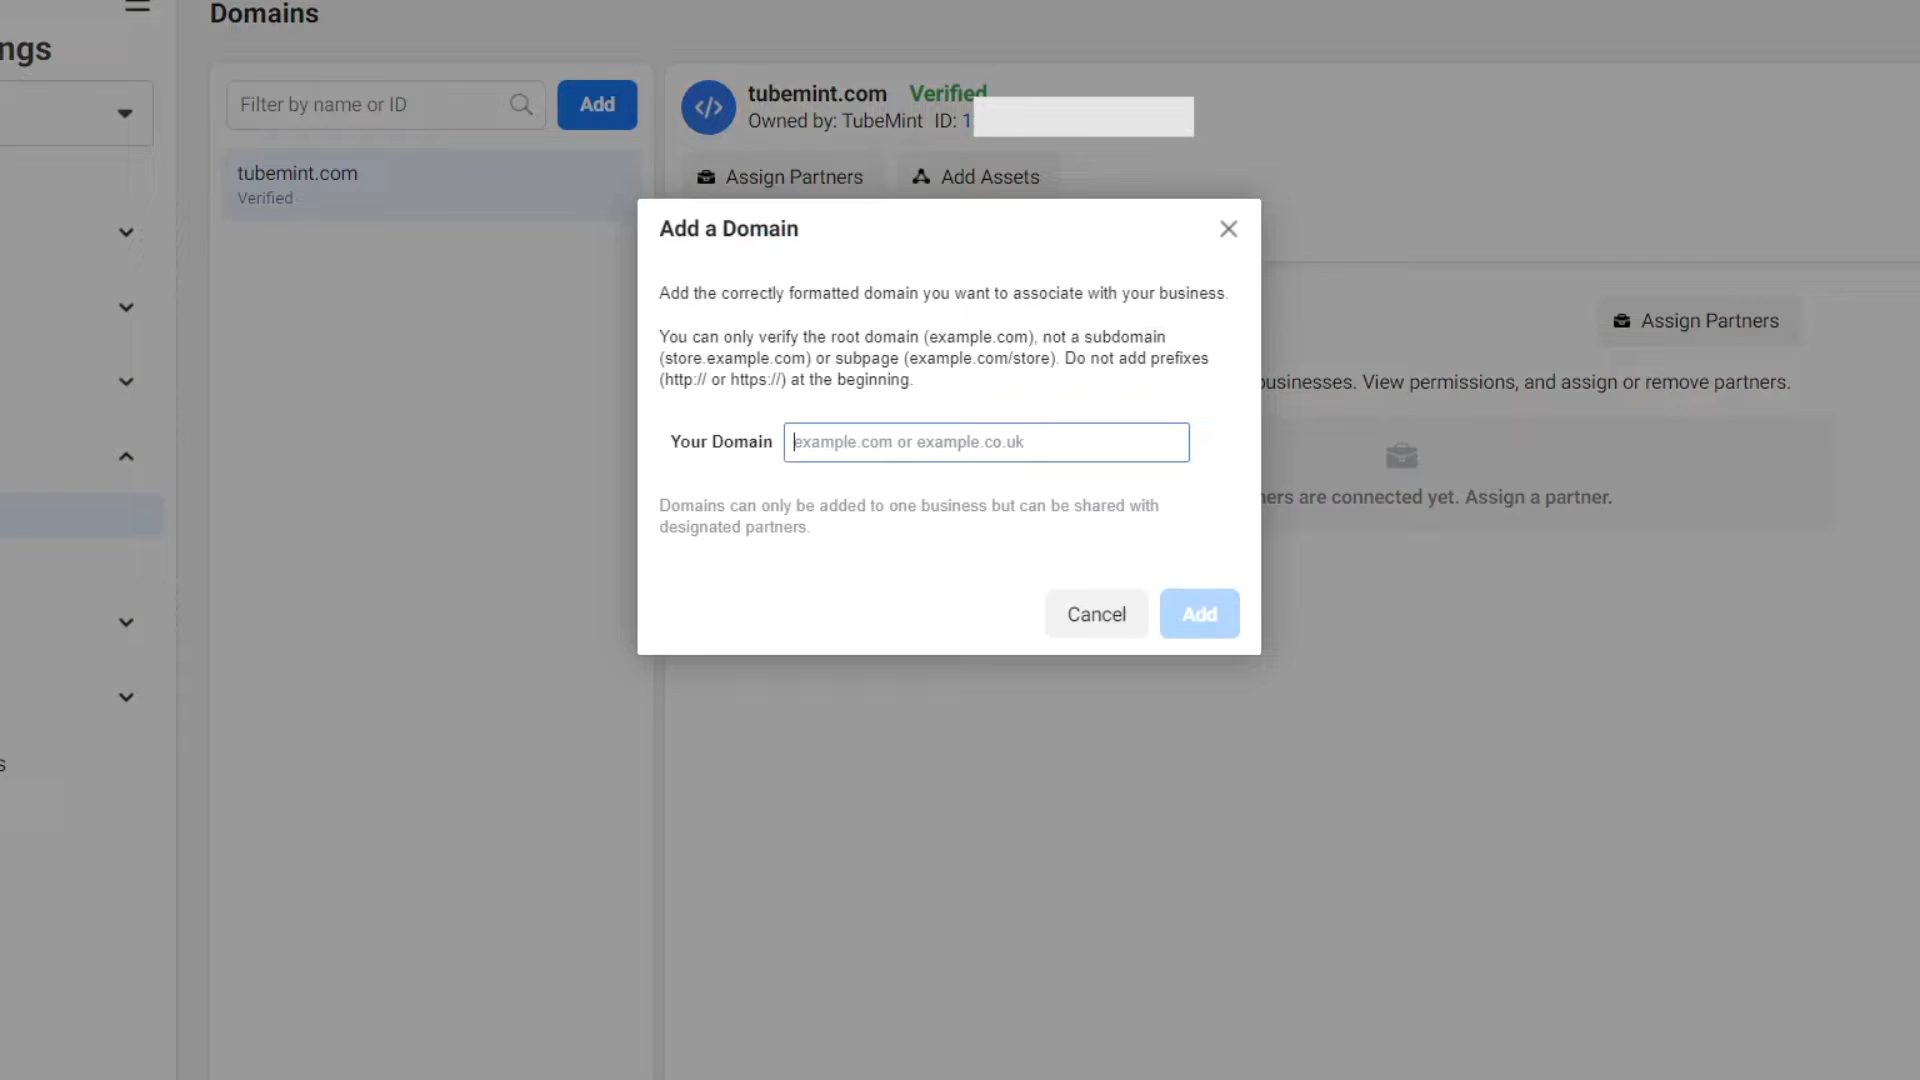 Domains
ngs
Filter by name or ID
Add
tubemint.com Verified
Owned by: TubeMint ID: 1
tubemint.com
Verified
Assign Partners
Add Assets
Add a Domain
Add the correctly formatted domain you want to associate with your business.
You can only verify the root domain (example.com), not a subdomain
(store.example.com) or subpage (example.com/store). Do not add prefixes
(http:// or https://) at the beginning.
Assign Partners
businesses. View permissions, and assign or remove partners.
Your Domain
example.com or example.co.uk
ners are connected yet. Assign a partner.
Domains can only be added to one business but can be shared with
designated partners.
Cancel
Add
s